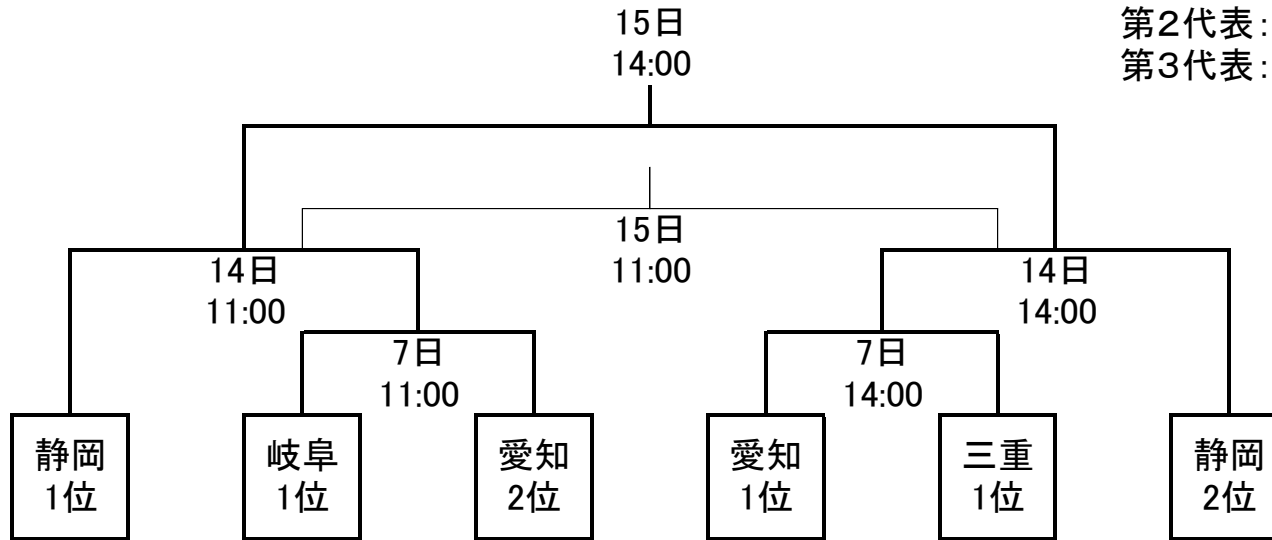 15日
14:00
第2代表:
第3代表:
15日
11:00
14日
11:00
14日
14:00
7日
11:00
7日
14:00
静岡
1位
岐阜
1位
愛知
2位
愛知
1位
三重
1位
静岡
2位